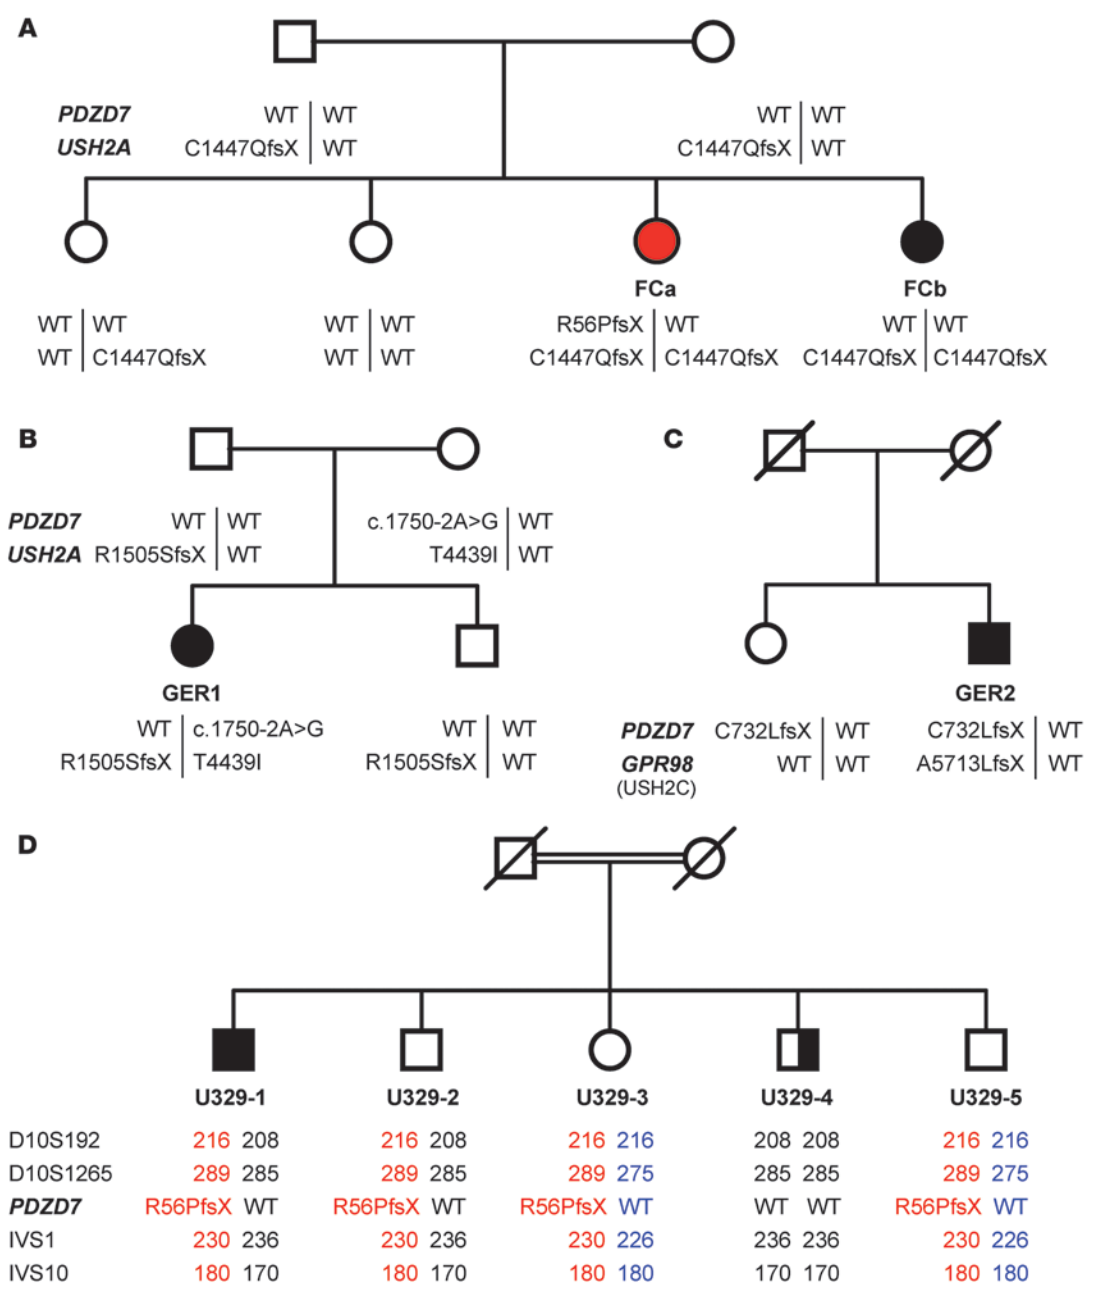 A
PDZD7 WT WT WT WT
USH2A C1447QfsX WT C1447QfsX WT
FCa FCb
WT WT WT WT R56PfsX WT WT WT
WT C1447QfsX WT WT C1447QfsX C1447QfsX C1447QfsX C1447QfsX
B
PDZD7 WT WT c.1750-2A>G WT
USH2A R1505SfsX WT T4439I WT
GER1
WT c.1750-2A>G WT WT
R1505SfsX T4439I R1505SfsX WT
C
GER2
PDZD7 C732LfsX WT C732LfsX WT
GPR98 WT WT A5713LfsX WT
(USH2C)
D
U329-1 U329-2 U329-3 U329-4 U329-5
D10S192 216 208 216 208 216 216 208 208 216 216
D10S1265 289 285 289 285 289 275 285 285 289 275
PDZD7 R56PfsX WT R56PfsX WT R56PfsX WT WT WT R56PfsX WT
IVS1 230 236 230 236 230 226 236 236 230 226
IVS10 180 170 180 170 180 180 170 170 180 180